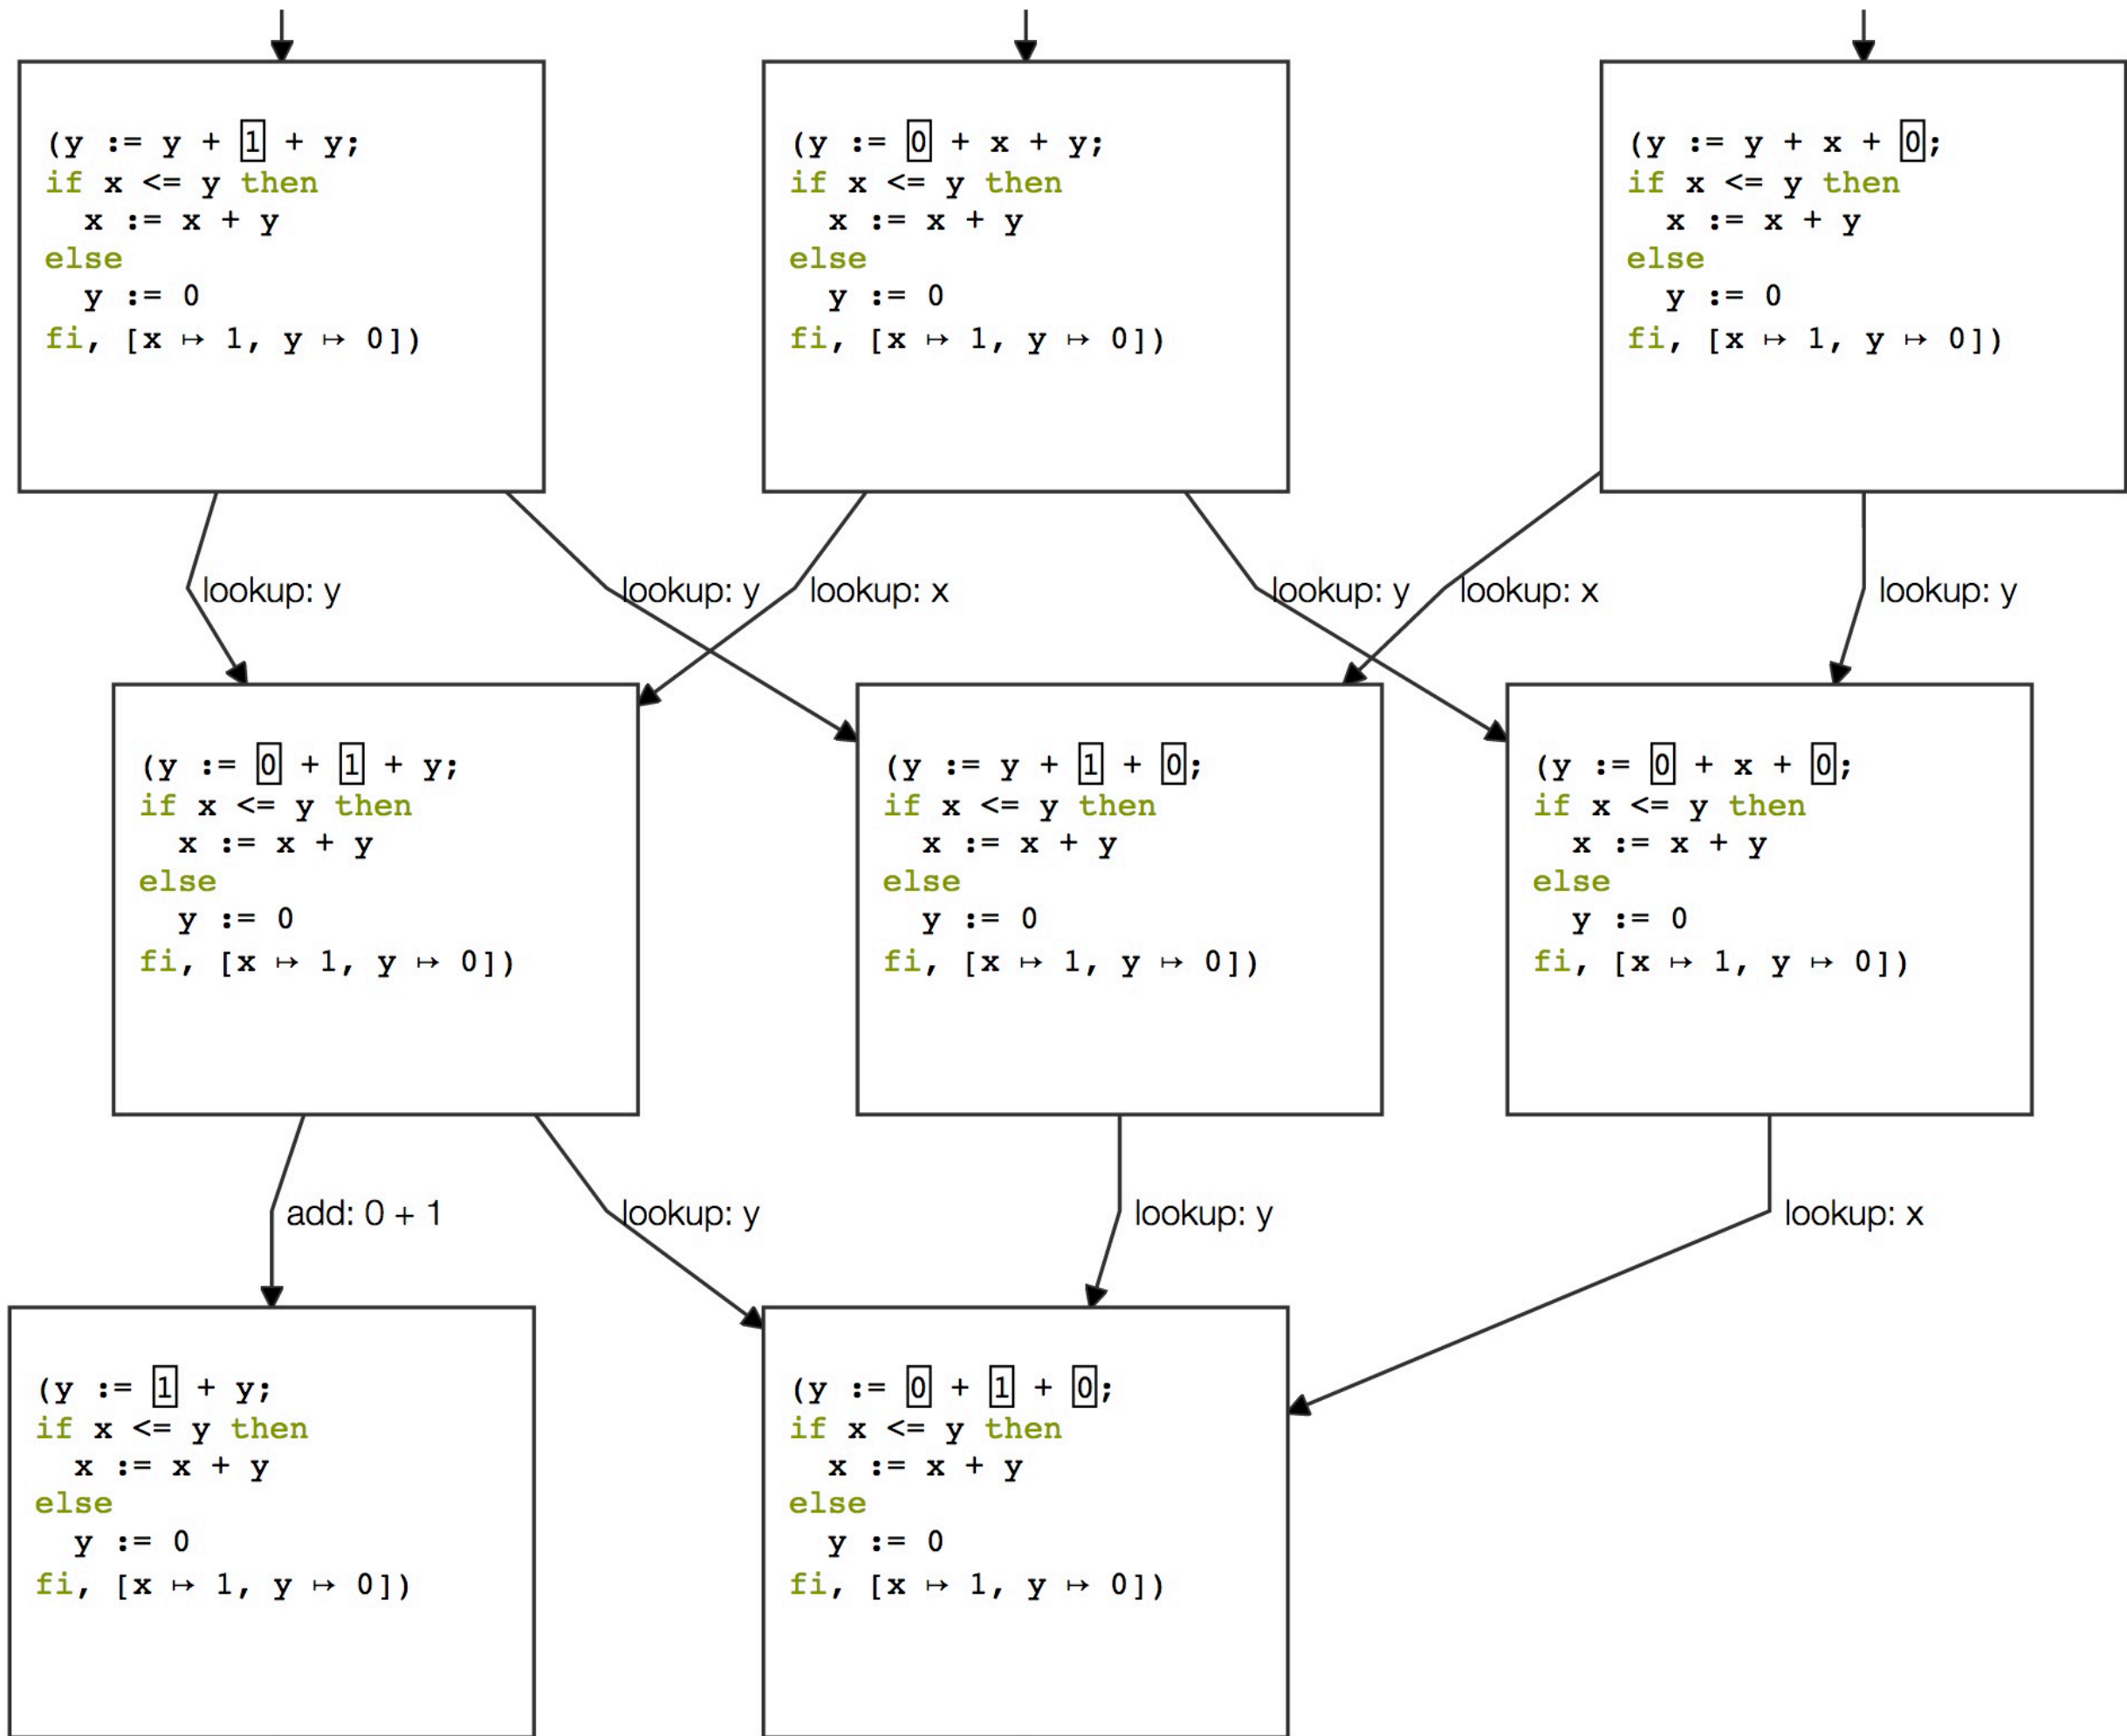 (y := y + 1 + y;
if x <= y then
  x := x + y
else
  y := 0
fi, [x ↦ 1, y ↦ 0])
(y := 0 + x + y;
if x <= y then
  x := x + y
else
  y := 0
fi, [x ↦ 1, y ↦ 0])
(y := y + x + 0;
if x <= y then
  x := x + y
else
  y := 0
fi, [x ↦ 1, y ↦ 0])
lookup: y
lookup: y
lookup: x
lookup: y
lookup: x
lookup: y
(y := 0 + 1 + y;
if x <= y then
  x := x + y
else
  y := 0
fi, [x ↦ 1, y ↦ 0])
(y := y + 1 + 0;
if x <= y then
  x := x + y
else
  y := 0
fi, [x ↦ 1, y ↦ 0])
(y := 0 + x + 0;
if x <= y then
  x := x + y
else
  y := 0
fi, [x ↦ 1, y ↦ 0])
add: 0 + 1
lookup: y
lookup: y
lookup: x
(y := 1 + y;
if x <= y then
  x := x + y
else
  y := 0
fi, [x ↦ 1, y ↦ 0])
(y := 0 + 1 + 0;
if x <= y then
  x := x + y
else
  y := 0
fi, [x ↦ 1, y ↦ 0])